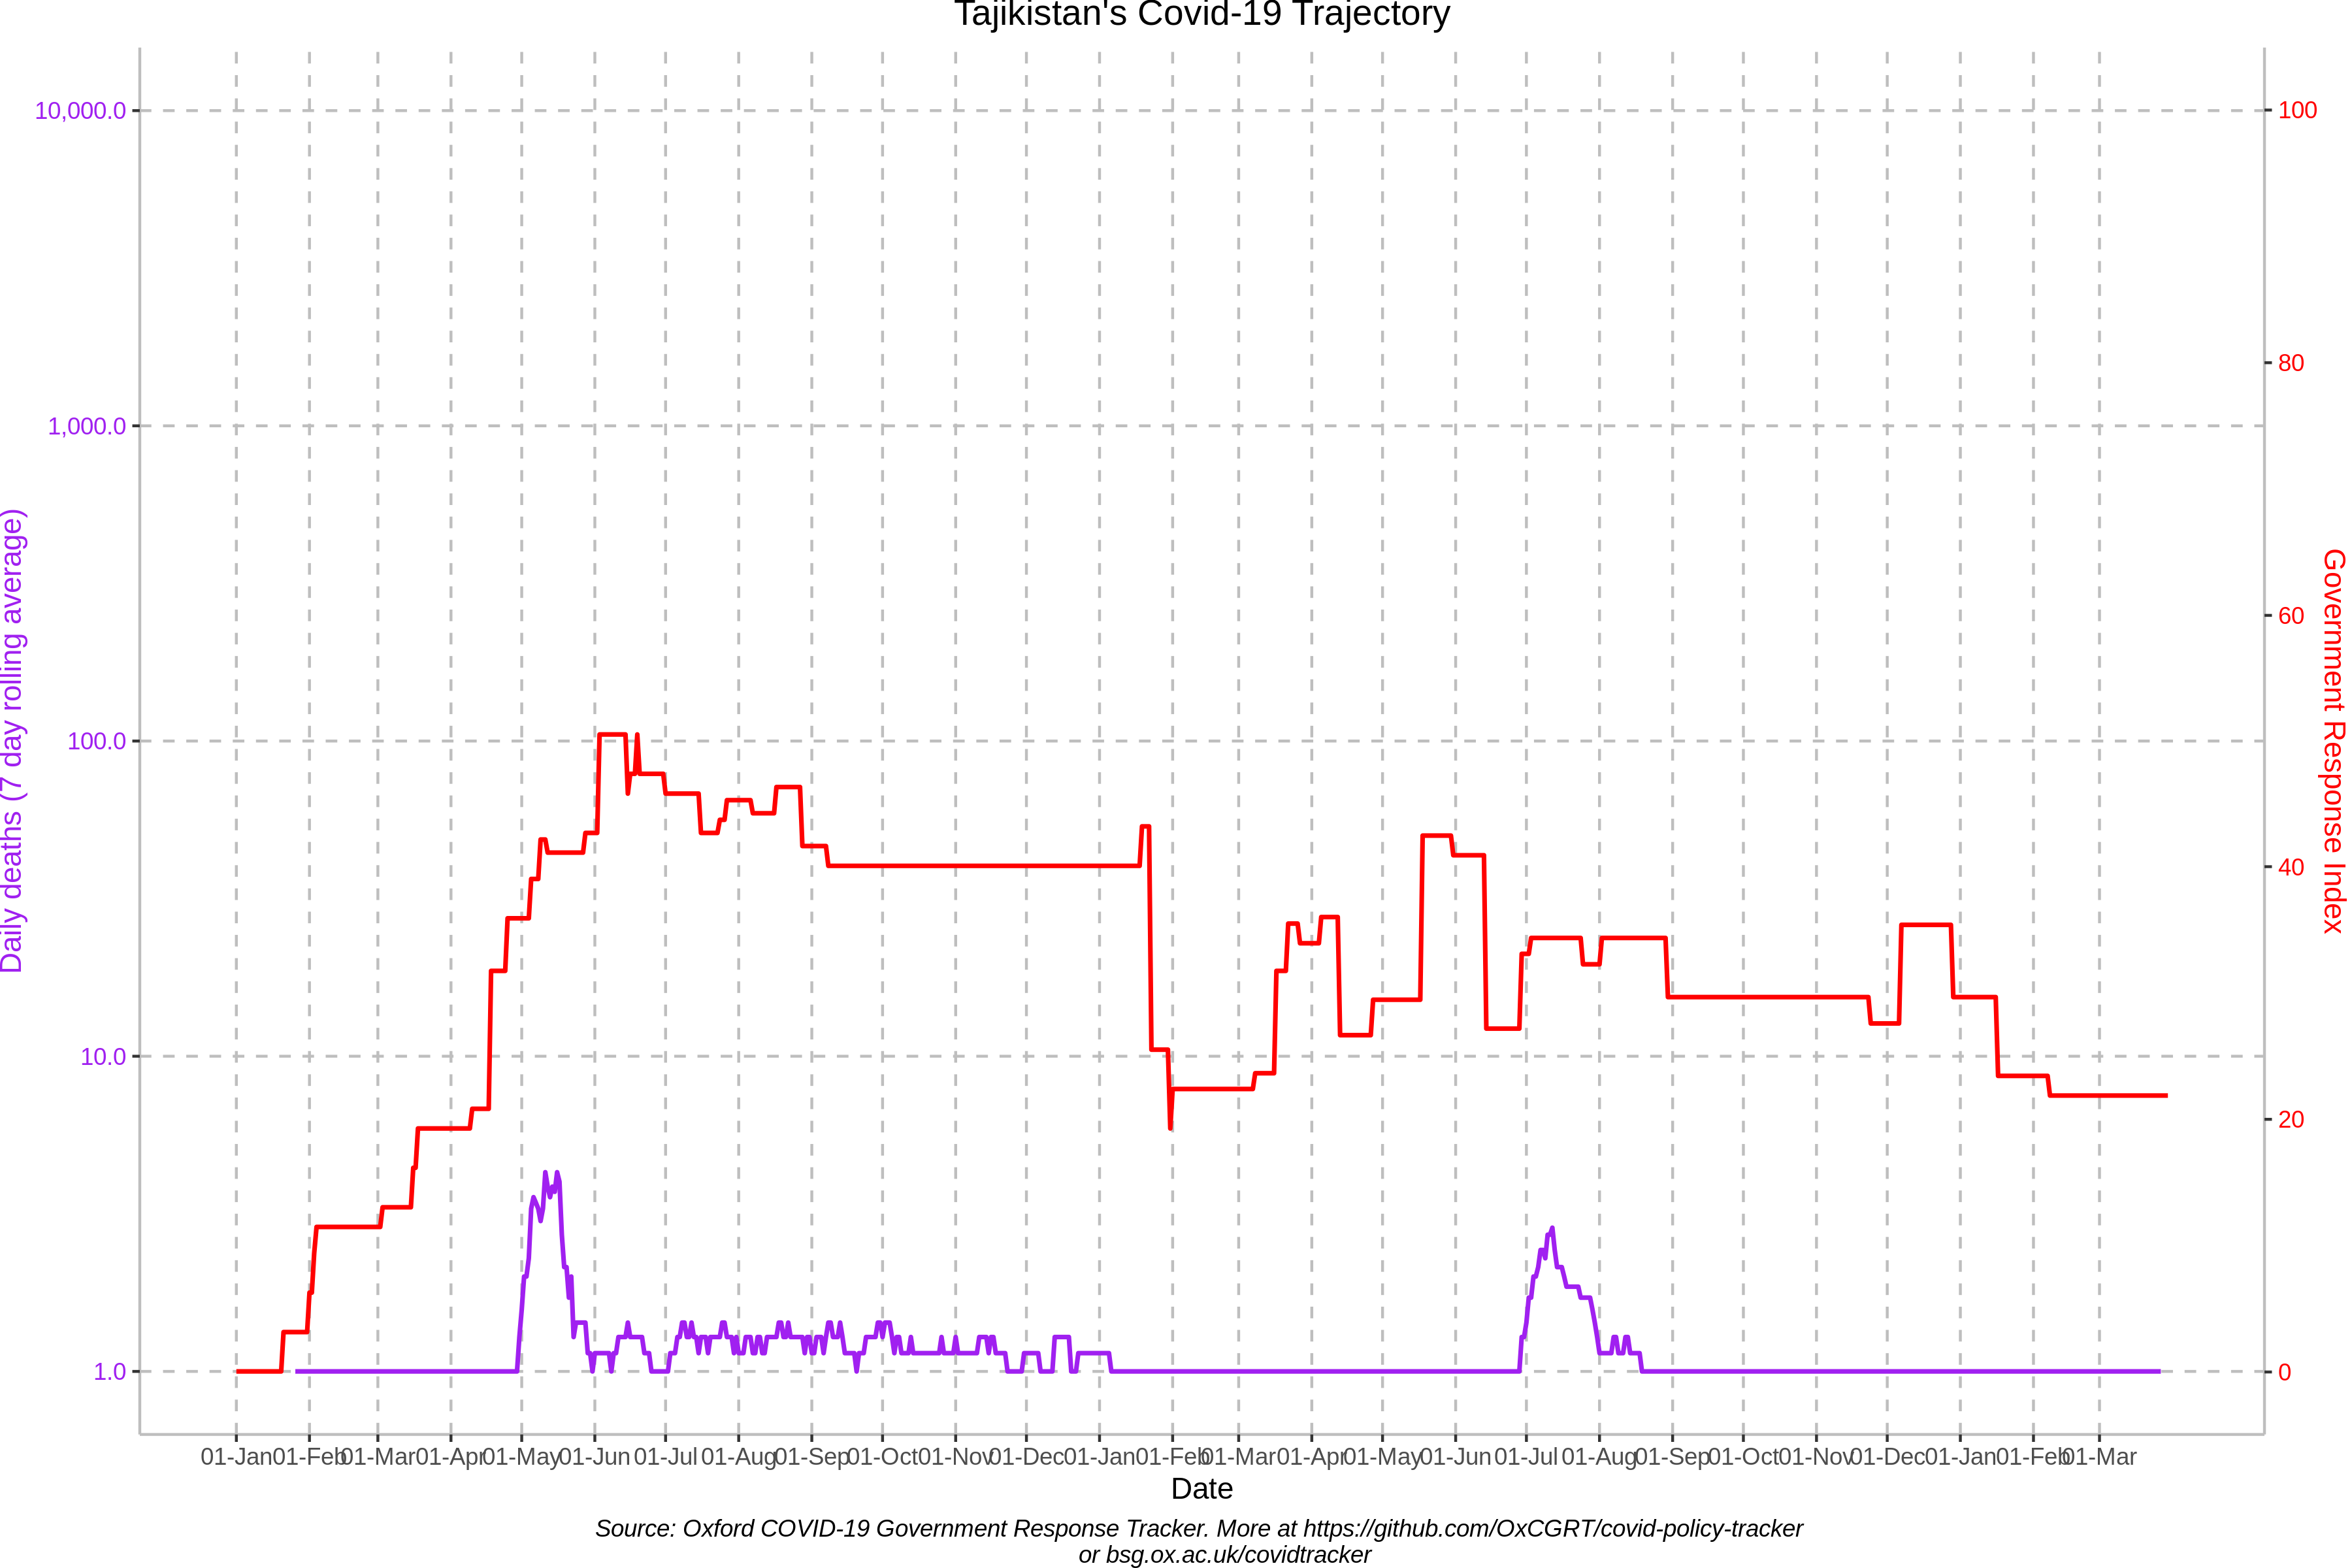 Tajikistan's Covid-19 Trajectory
10,000.0
1,000.0
100.0
10.0
1.0
Daily deaths (7 day rolling average)
100
80
60
40
20
0
Government Response Index
01-Jan 01-Feb 01-Mar 01-Apr 01-May 01-Jun 01-Jul 01-Aug 01-Sep 01-Oct 01-Nov 01-Dec 01-Jan 01-Feb 01-Mar 01-Apr 01-May 01-Jun 01-Jul 01-Aug 01-Sep 01-Oct 01-Nov 01-Dec 01-Jan 01-Feb 01-Mar
Date
Source: Oxford COVID-19 Government Response Tracker. More at https://github.com/OxCGRT/covid-policy-tracker
or bsg.ox.ac.uk/covidtracker